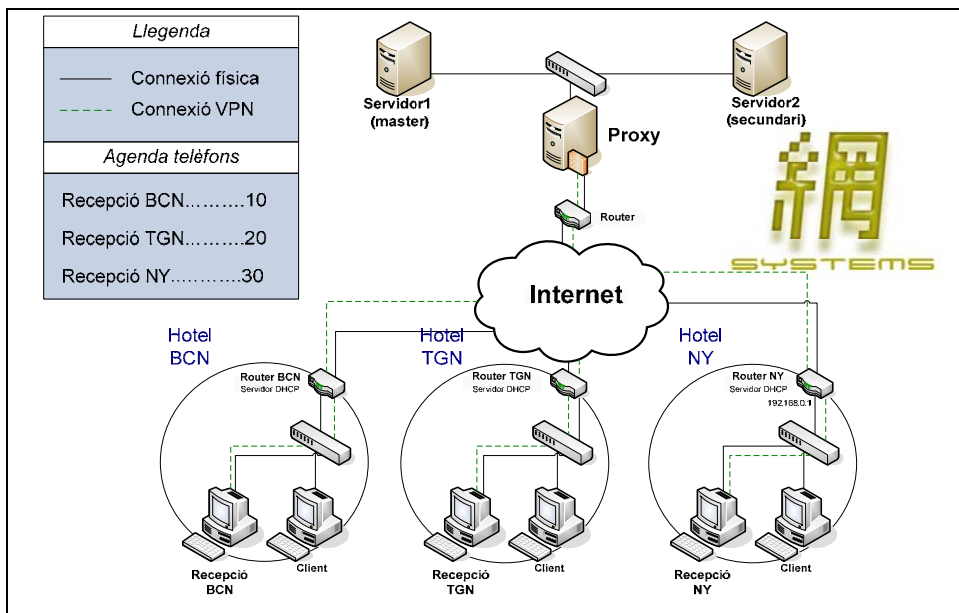 Llegenda
Connexió física
Connexió VPN
Agenda telèfons
Recepció BCN..........10
Recepció TGN.........20
Recepció NY...........30
Servidor1
(master)
Servidor2
(secundari)
Proxy
Router
網
SYSTEMS
Internet
Hotel
BCN
Router BCN
Servidor DHCP
Recepció
BCN
Client
Hotel
TGN
Router TGN
Servidor DHCP
Recepció
TGN
Client
Hotel
NY
Router NY
Servidor DHCP
192.168.0.1
Recepció
NY
Client